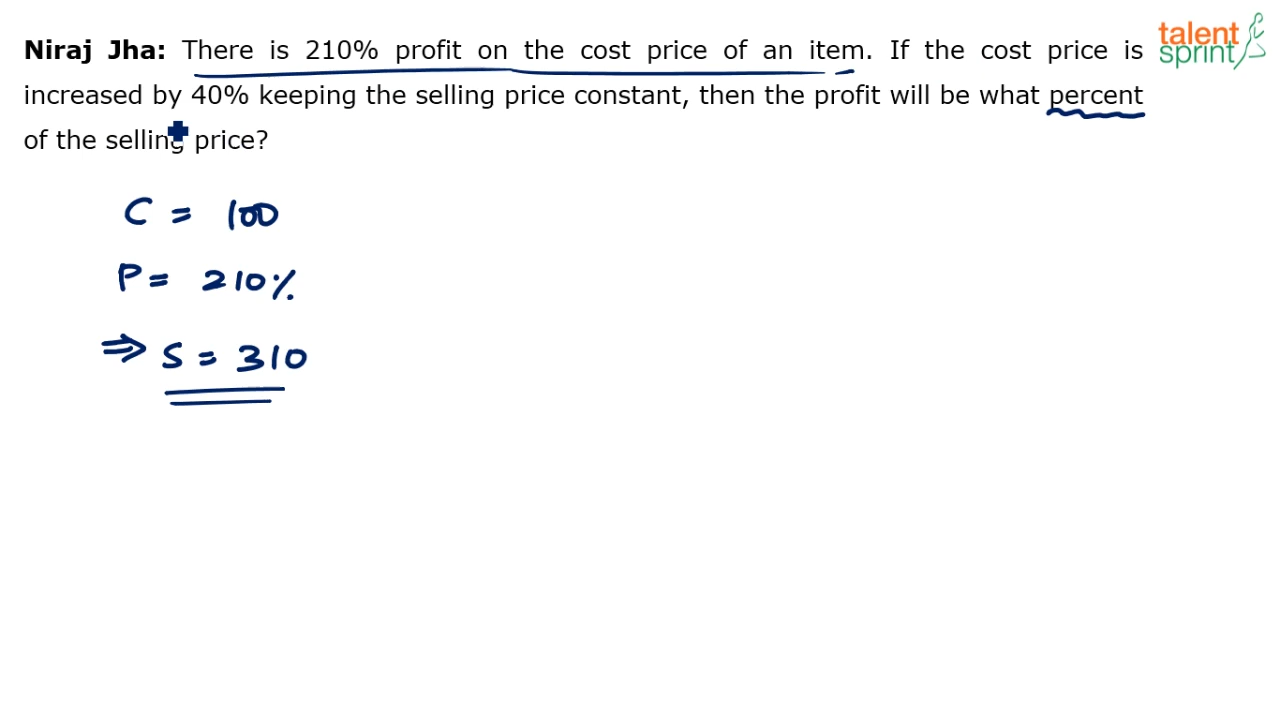 Niraj Jha: There is 210% profit on the cost price of an item. If the cost price is
increased by 40% keeping the selling price constant, then the profit will be what percent
of the selling price?
talent
sprint
C = 100
P = 210%
⇒ S = 310